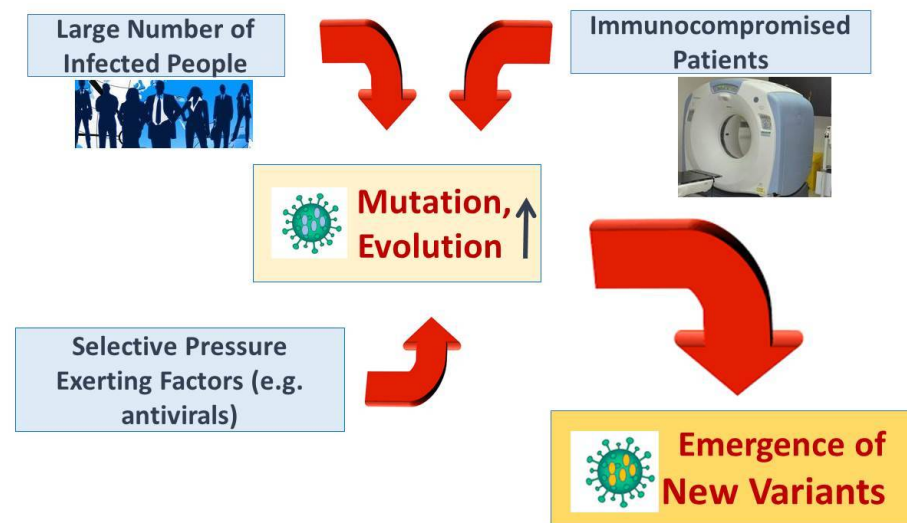 Large Number of
Infected People
Immunocompromised
Patients
Mutation,
Evolution
Selective Pressure
Exerting Factors (e.g.
antivirals)
Emergence of
New Variants